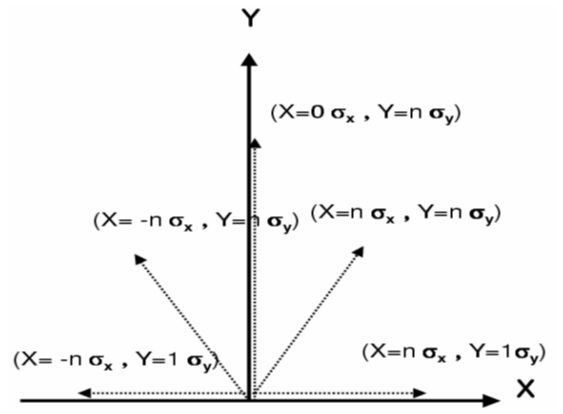 Y
(X=0 σx , Y=n σy)
(X= -n σx , Y=n σy) (X=n σx , Y=n σy)
(X= -n σx , Y=1 σy) (X=n σx , Y=1σy)
X